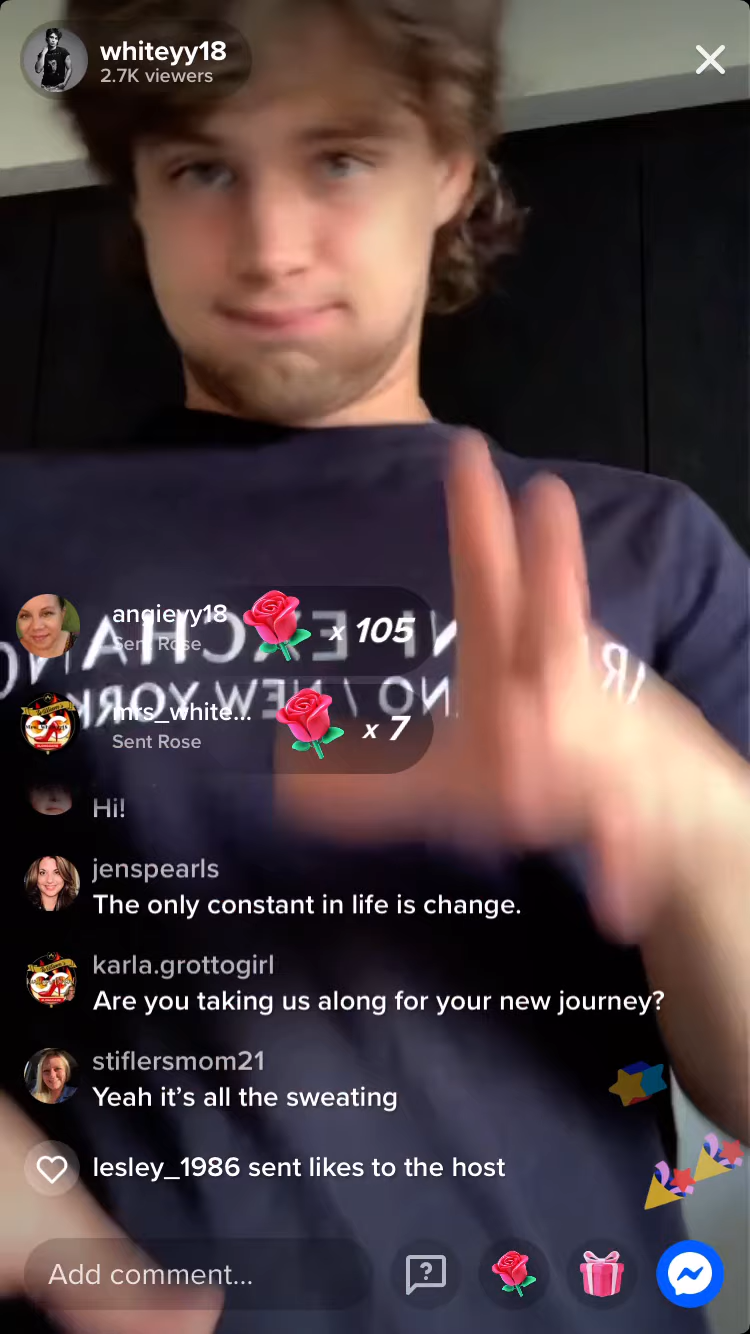 whiteyy18
2.7K viewers
angievy18
Sent Rose
x 105
mrs_white...
Sent Rose
x 7
NEW YORK
Hi!
jenspearls
The only constant in life is change.
karla.grottogirl
Are you taking us along for your new journey?
stiflersmom21
Yeah it’s all the sweating
lesley_1986 sent likes to the host
Add comment...